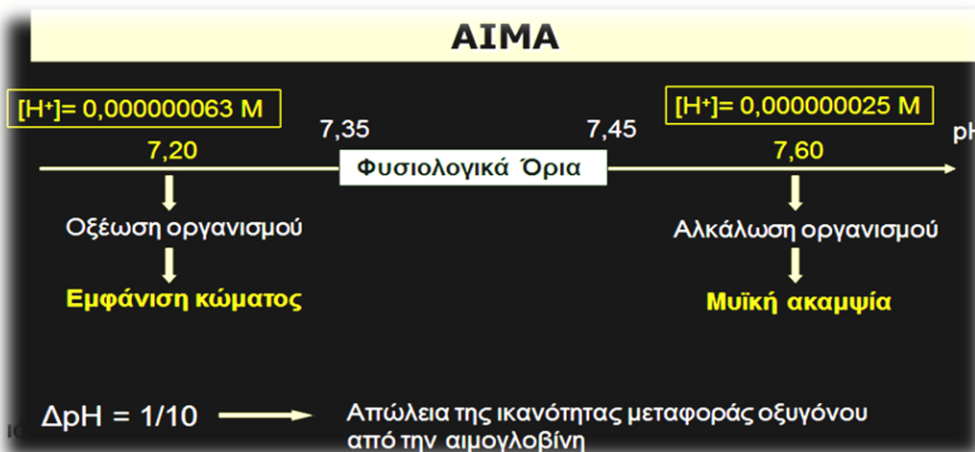 ΑΙΜΑ
[H⁺]= 0,000000063 M
[H⁺]= 0,000000025 M
7,35
7,45
pH
7,20
7,60
Φυσιολογικά Όρια
Οξέωση οργανισμού
Αλκάλωση οργανισμού
Εμφάνιση κώματος
Μυϊκή ακαμψία
ΔpH = 1/10
Απώλεια της ικανότητας μεταφοράς οξυγόνου
από την αιμογλοβίνη